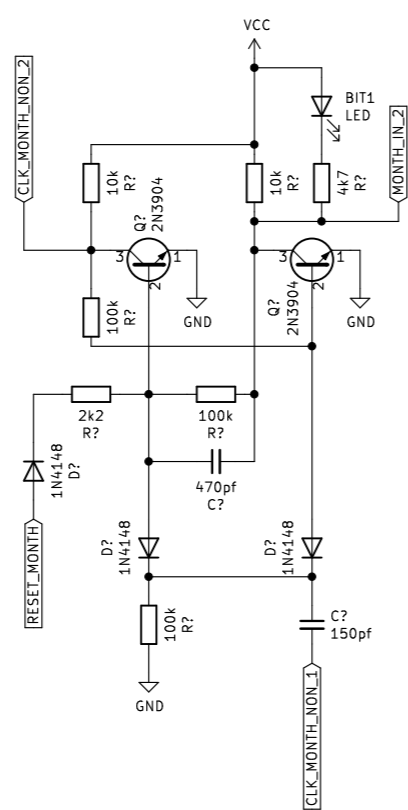 VCC
CLK_MONTH_NON_2
BIT1
LED
MONTH_IN_2
10k
R?
Q?
2N3904
10k
R?
4k7
R?
3
1
2
3
1
2
100k
R?
GND
Q?
2N3904
GND
2k2
R?
100k
R?
1N4148
D?
470pf
C?
RESET_MONTH
D?
1N4148
D?
1N4148
100k
R?
C?
150pf
GND
CLK_MONTH_NON_1